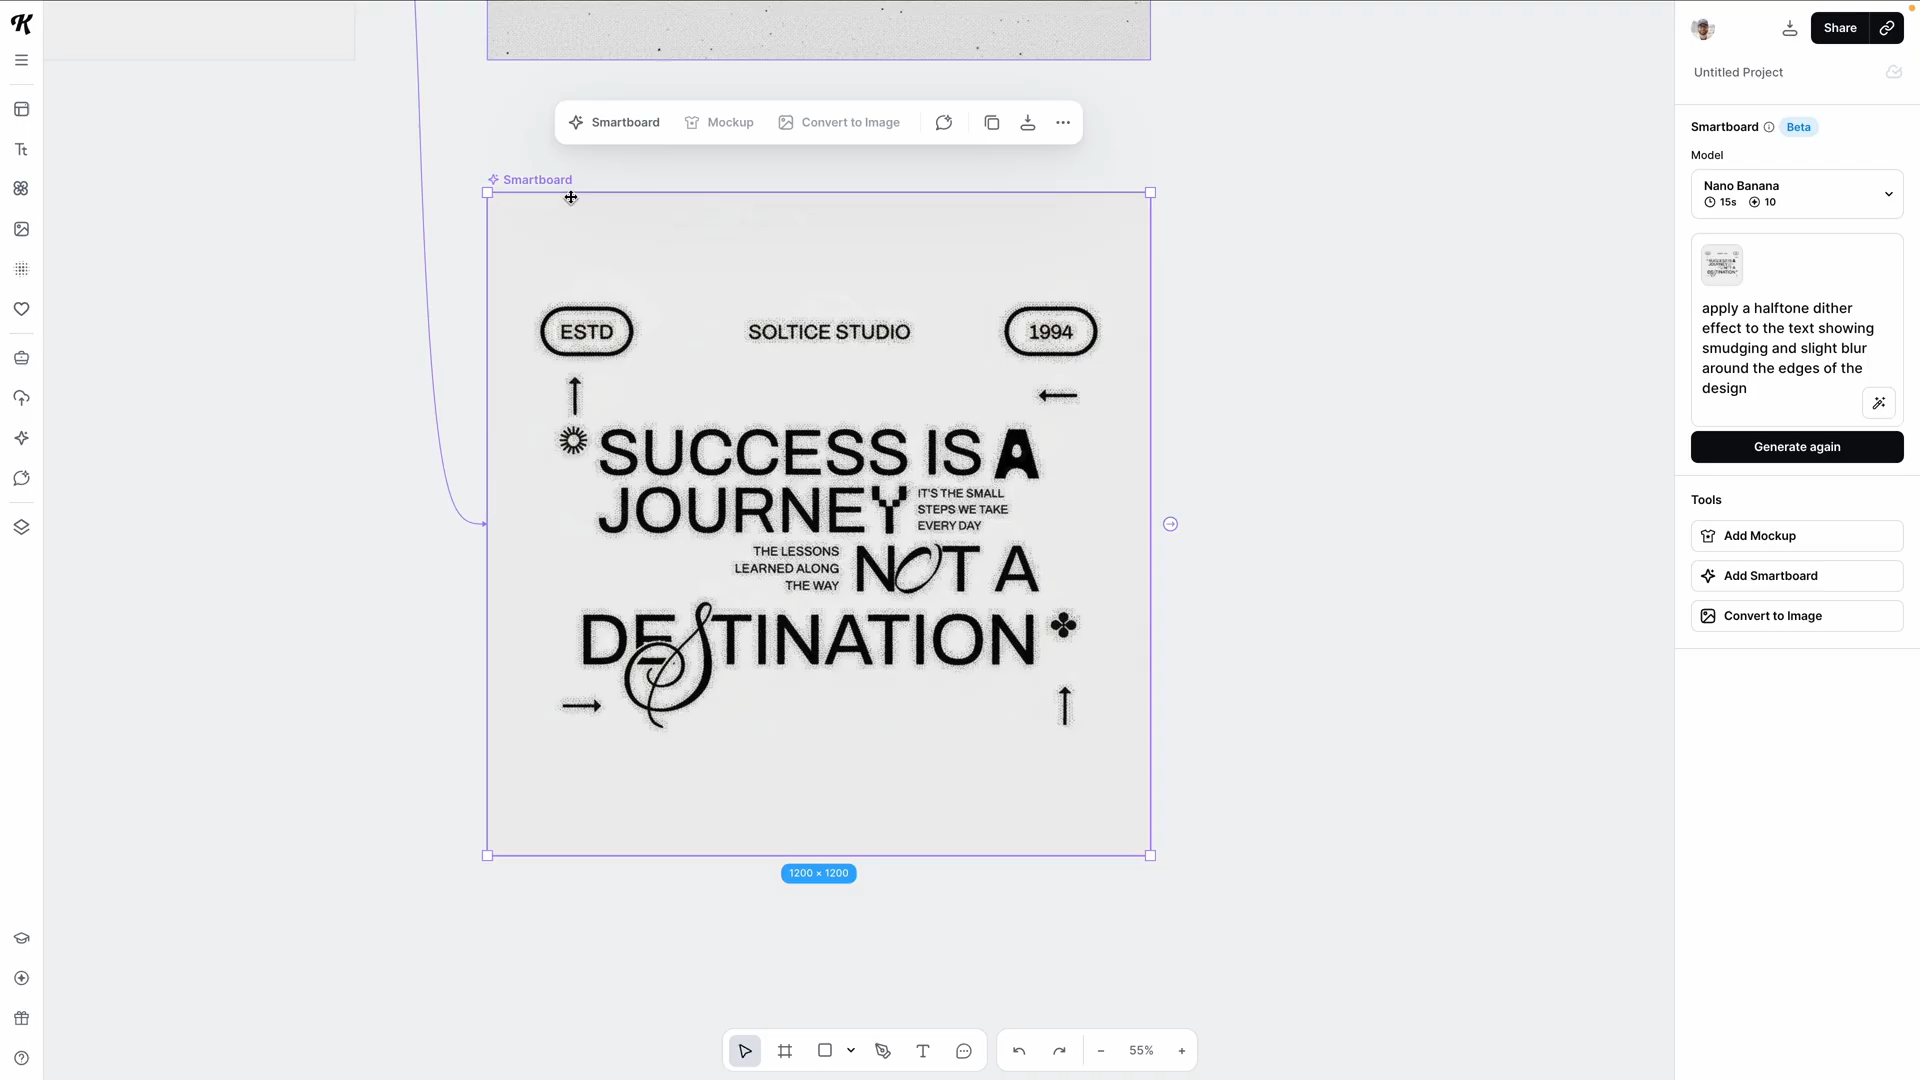 Share
Untitled Project
Smartboard
Mockup
Convert to Image
Smartboard Beta
Model
Nano Banana
15s 10
Smartboard
ESTD
SOLTICE STUDIO
1994
SUCCESS IS A
JOURNEY
IT'S THE SMALL
STEPS WE TAKE
EVERY DAY
THE LESSONS
LEARNED ALONG
THE WAY
NOT A
DESTINATION
1200 × 1200
apply a halftone dither
effect to the text showing
smudging and slight blur
around the edges of the
design
Generate again
Tools
Add Mockup
Add Smartboard
Convert to Image
Tt
T
55%